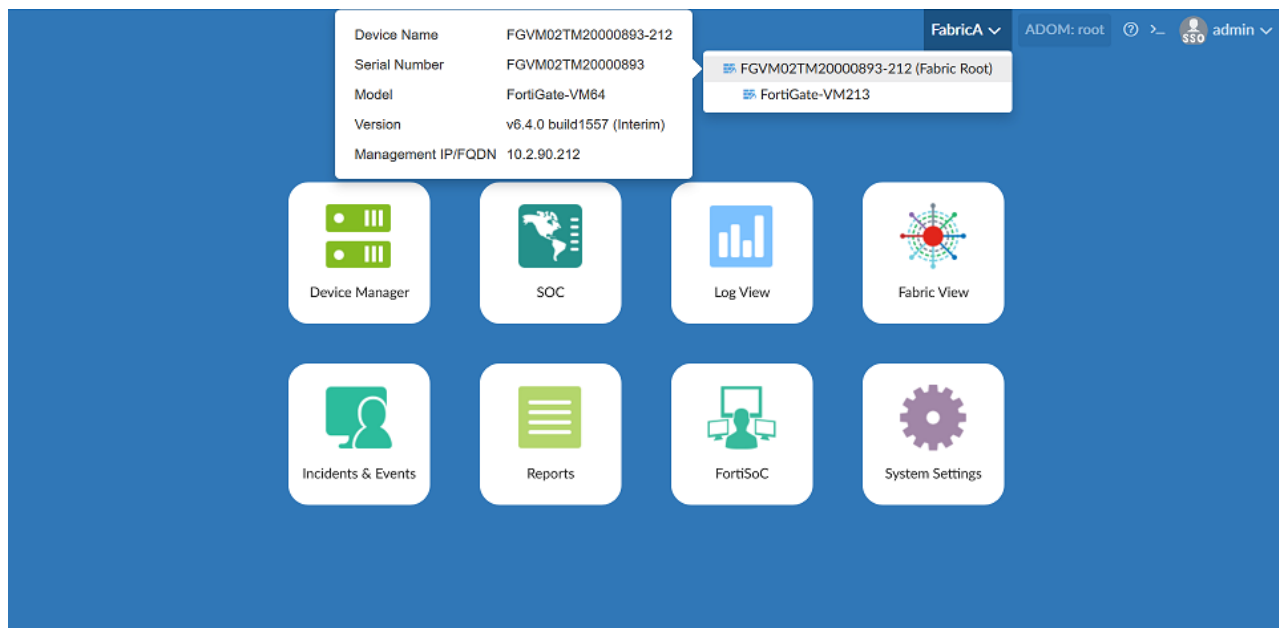 Device Name FGVM02TM20000893-212
Serial Number FGVM02TM20000893
Model FortiGate-VM64
Version v6.4.0 build1557 (Interim)
Management IP/FQDN 10.2.90.212
FabricA
ADOM: root
SSO
admin
FGVM02TM20000893-212 (Fabric Root)
FortiGate-VM213
Device Manager
SOC
Log View
Fabric View
Incidents & Events
Reports
FortiSoC
System Settings